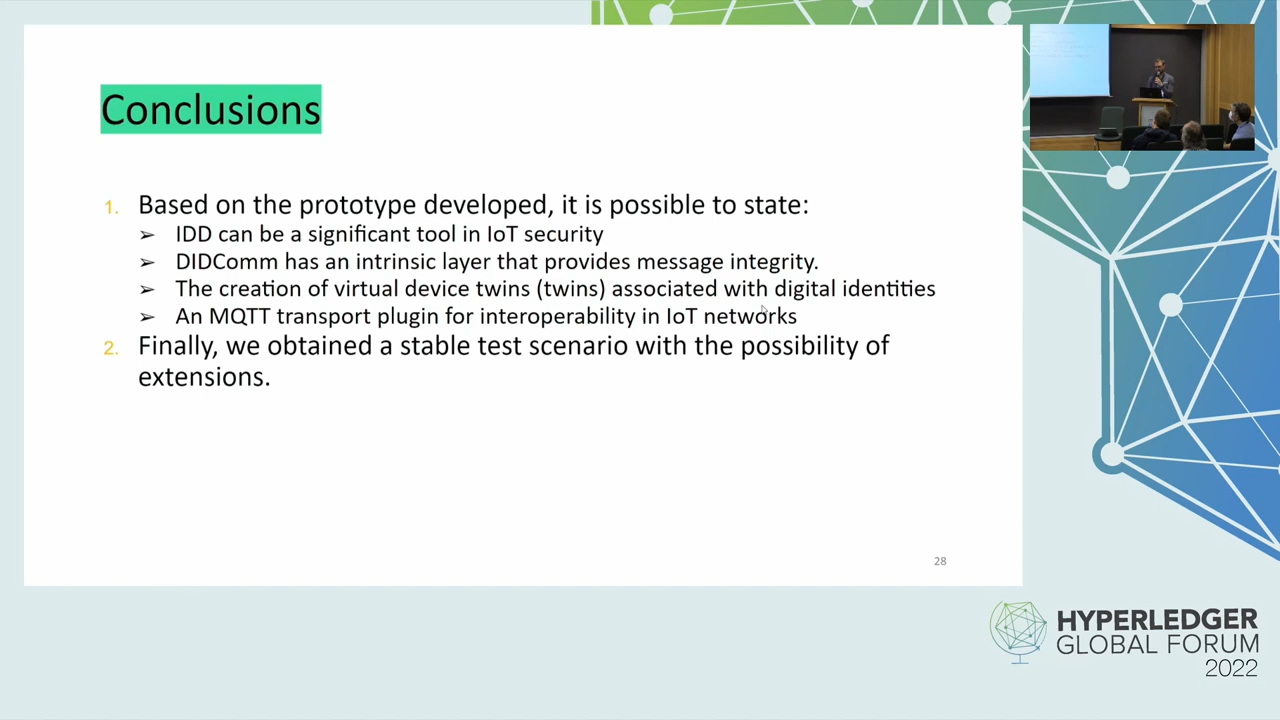 Conclusions
1. Based on the prototype developed, it is possible to state:
➢ IDD can be a significant tool in IoT security
➢ DIDComm has an intrinsic layer that provides message integrity.
➢ The creation of virtual device twins (twins) associated with digital identities
➢ An MQTT transport plugin for interoperability in IoT networks
2. Finally, we obtained a stable test scenario with the possibility of
extensions.
28
HYPERLEDGER
GLOBAL FORUM
2022